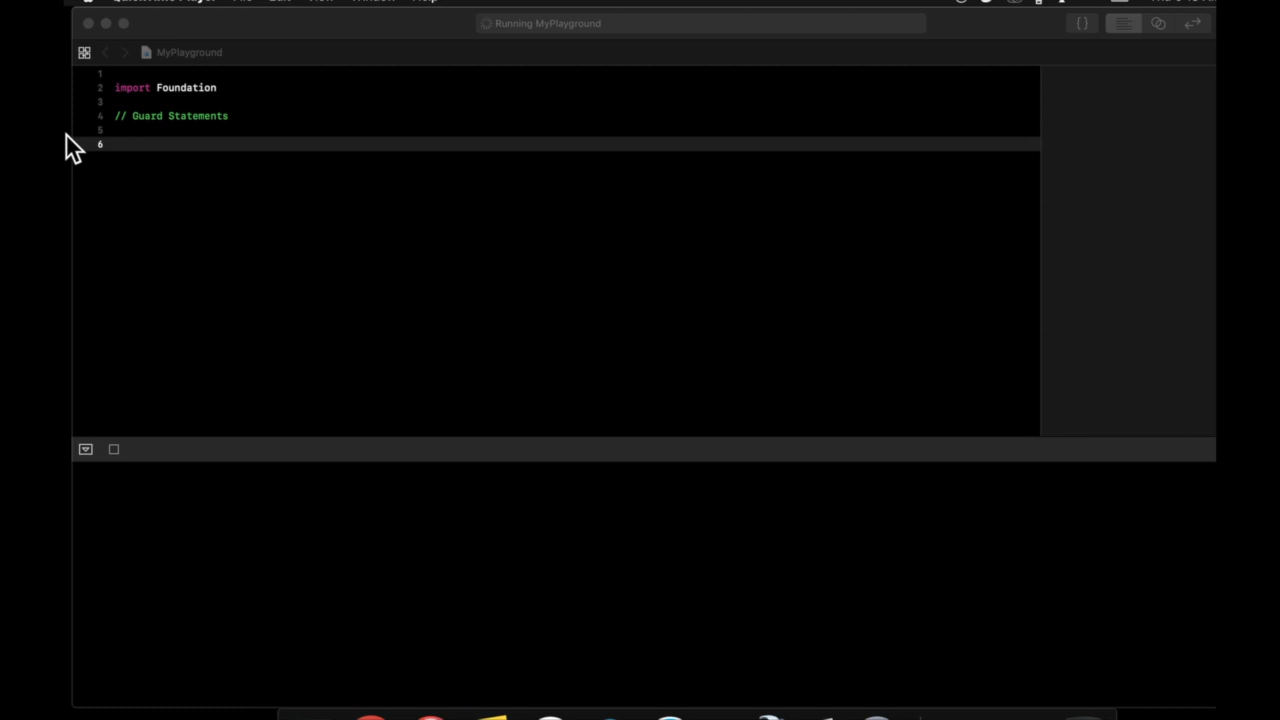 Running MyPlayground
{ }
MyPlayground
1
2 import Foundation
3
4 // Guard Statements
5
6